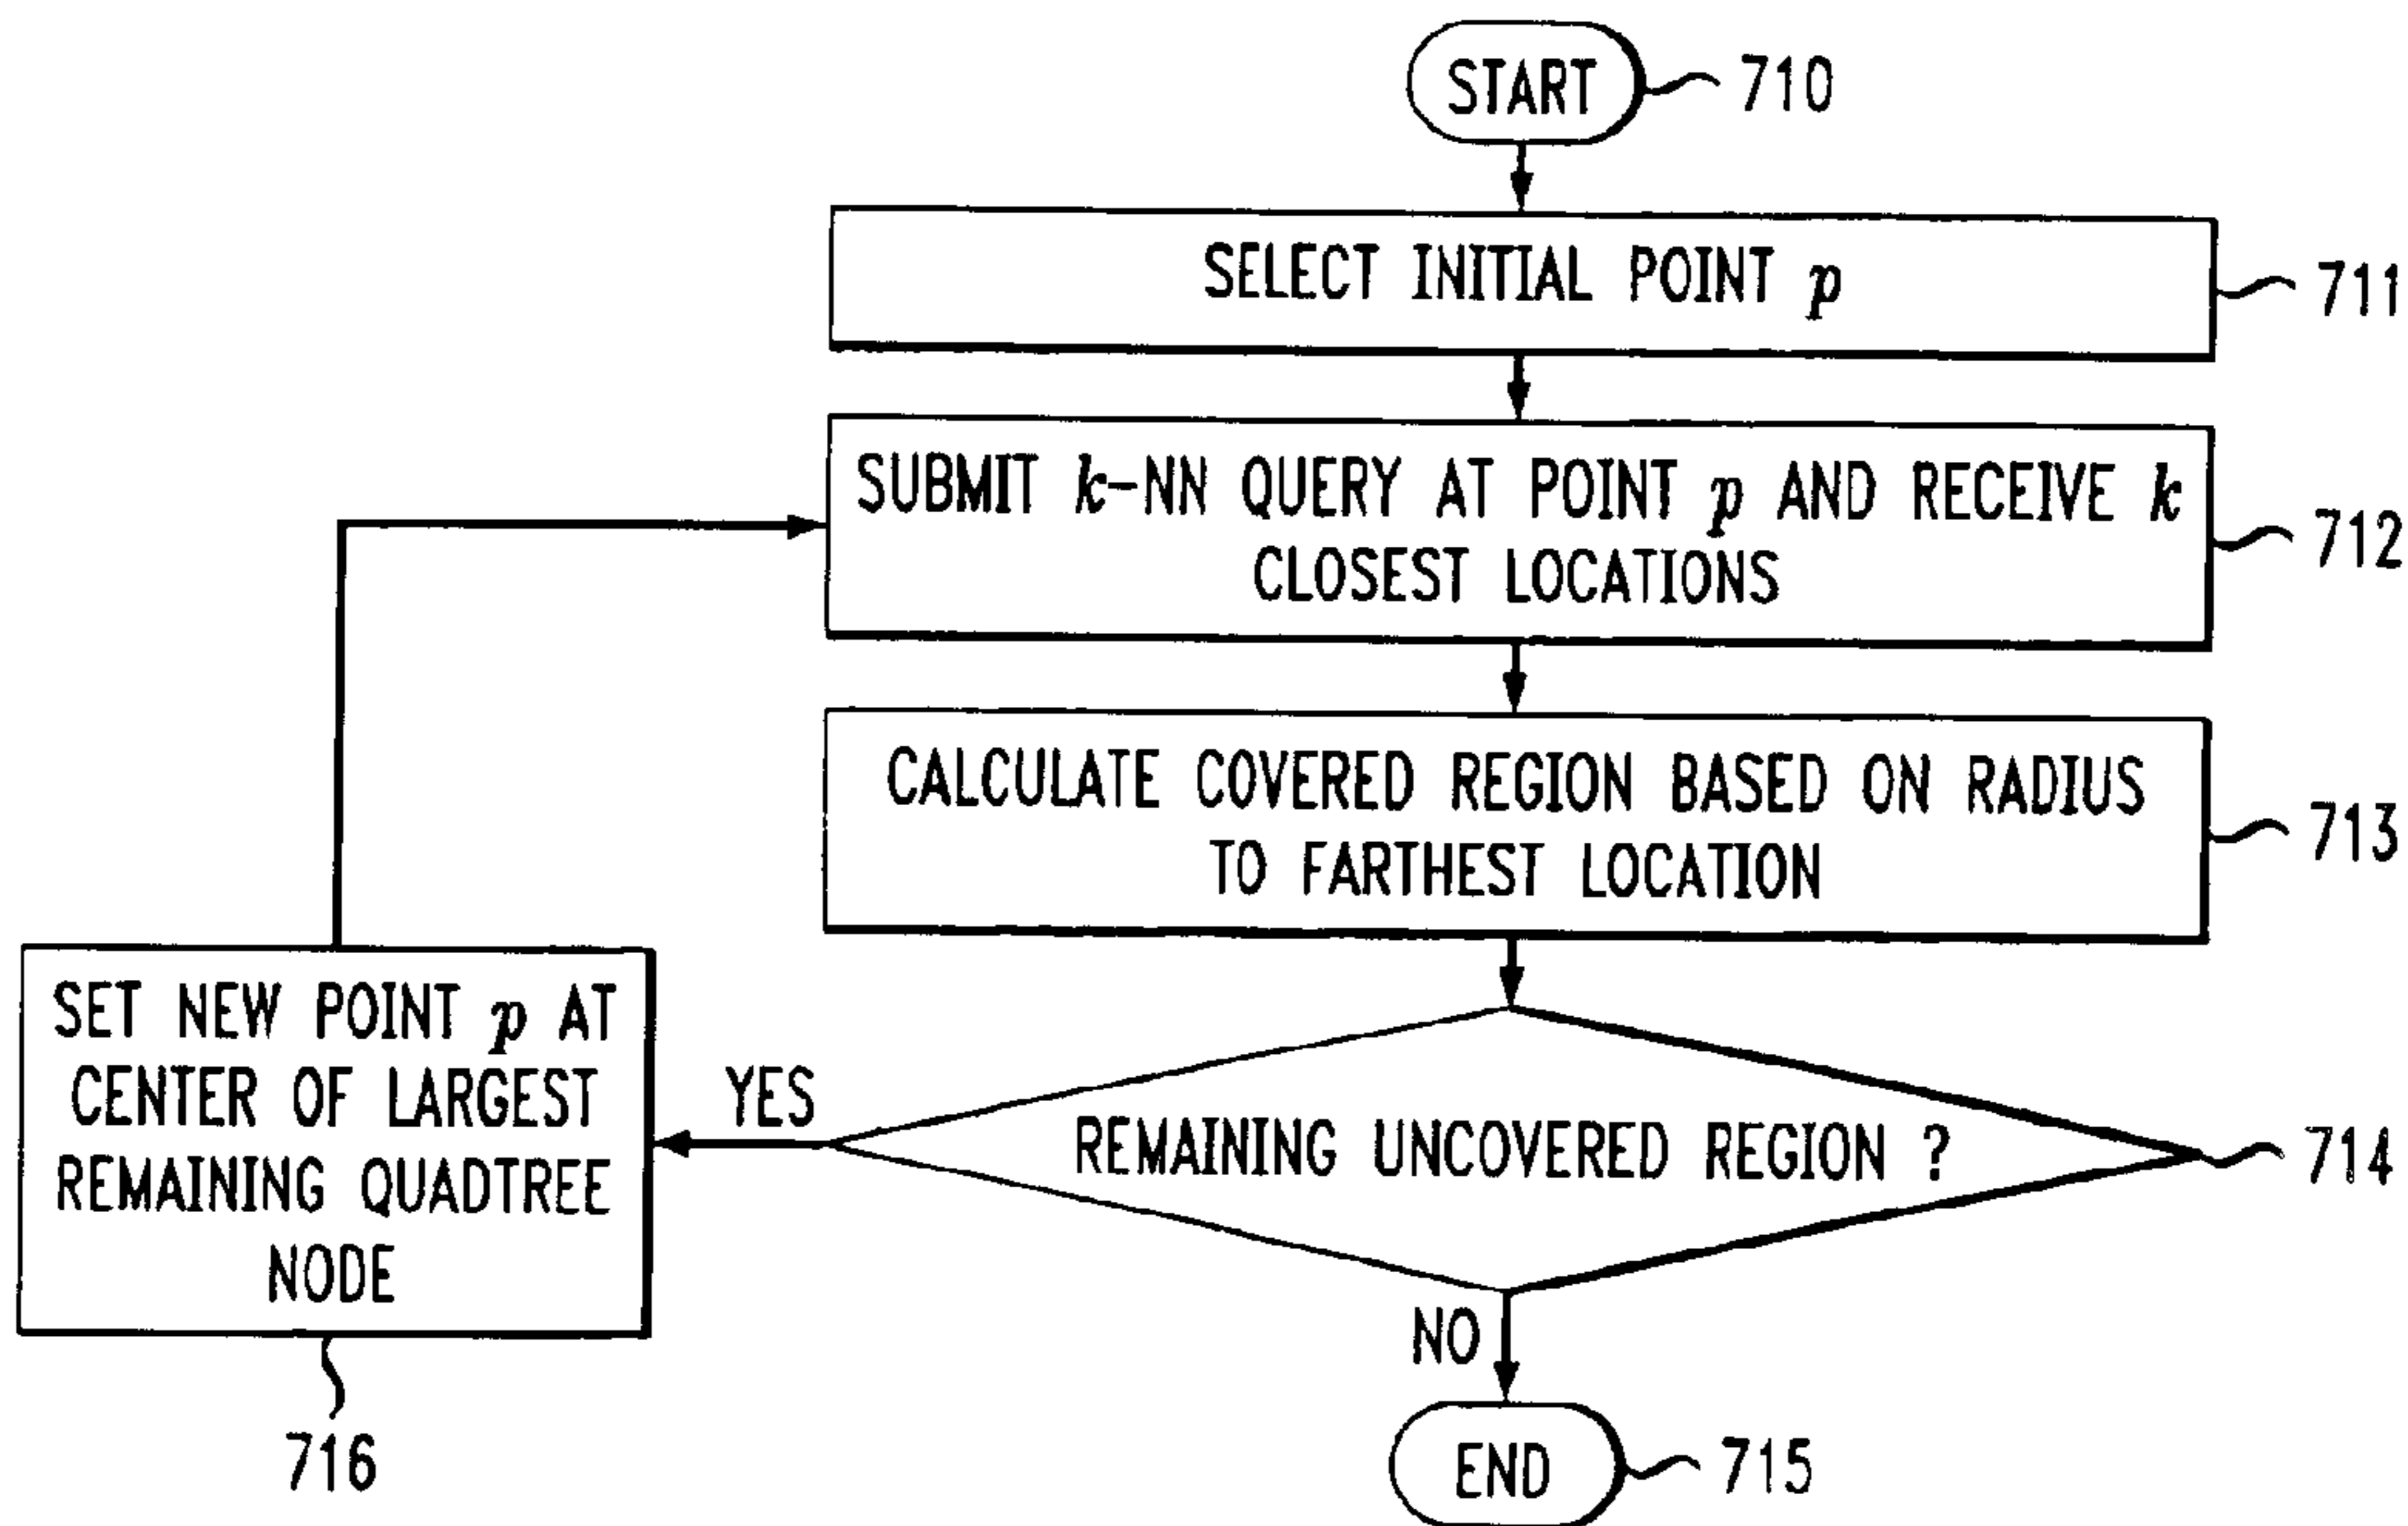 START
710
SELECT INITIAL POINT p
711
SUBMIT k-NN QUERY AT POINT p AND RECEIVE k
CLOSEST LOCATIONS
712
CALCULATE COVERED REGION BASED ON RADIUS
TO FARTHEST LOCATION
713
SET NEW POINT p AT
CENTER OF LARGEST
REMAINING QUADTREE
NODE
716
YES
REMAINING UNCOVERED REGION ?
714
NO
END
715